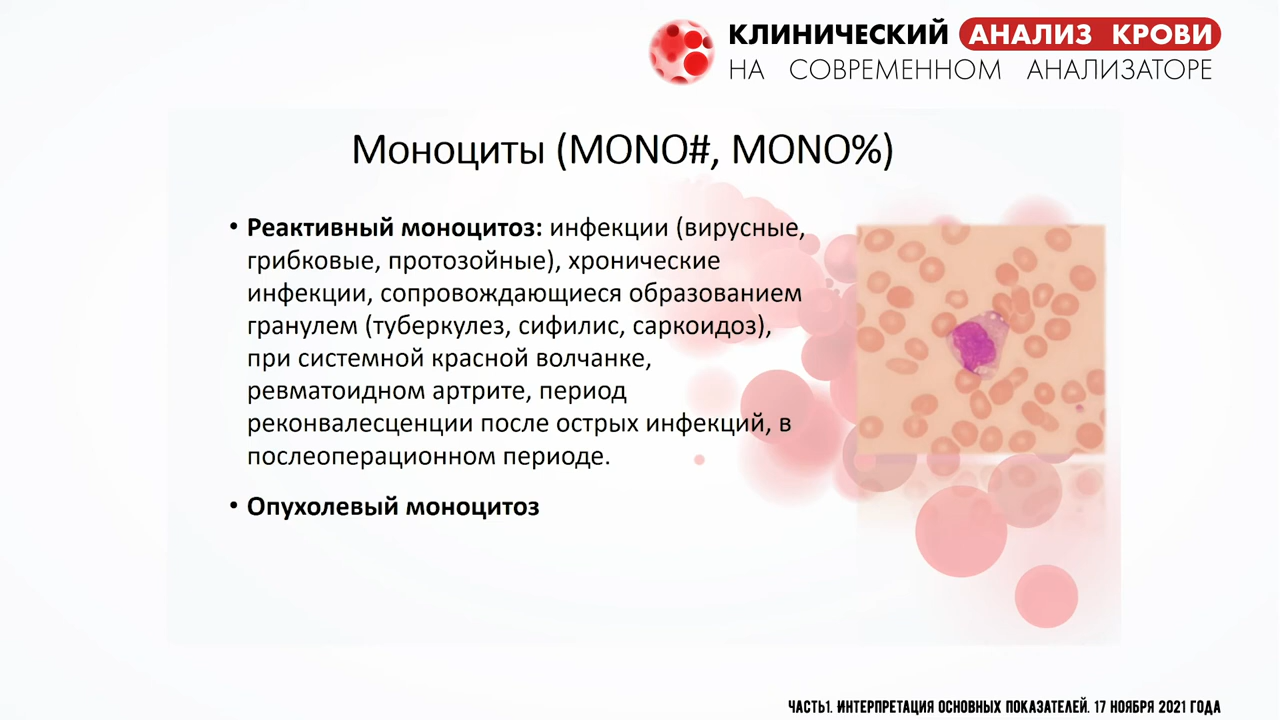 КЛИНИЧЕСКИЙ АНАЛИЗ КРОВИ
НА СОВРЕМЕННОМ АНАЛИЗАТОРЕ
Моноциты (MONO#, MONO%)
• Реактивный моноцитоз: инфекции (вирусные,
грибковые, протозойные), хронические
инфекции, сопровождающиеся образованием
гранулем (туберкулез, сифилис, саркоидоз),
при системной красной волчанке,
ревматоидном артрите, период
реконвалесценции после острых инфекций, в
послеоперационном периоде.
• Опухолевый моноцитоз
ЧАСТЬ1. ИНТЕРПРЕТАЦИЯ ОСНОВНЫХ ПОКАЗАТЕЛЕЙ. 17 НОЯБРЯ 2021 ГОДА